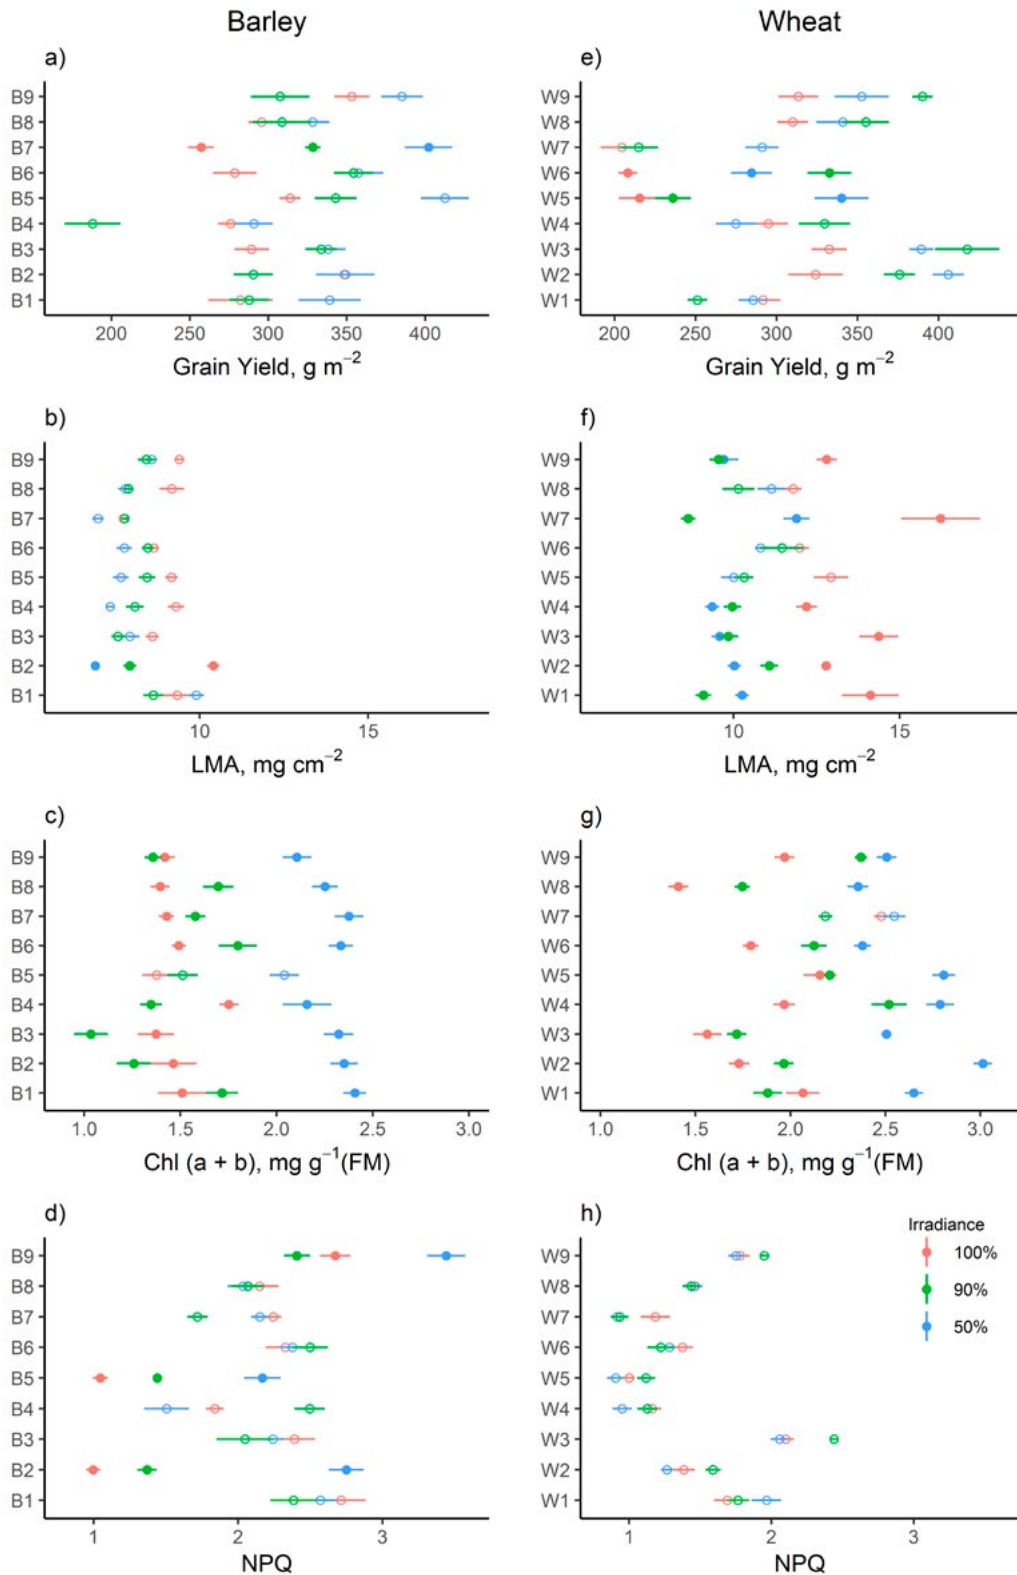 Barley
Wheat
a)
B9
B8
B7
B6
B5
B4
B3
B2
B1
200 250 300 350 400
Grain Yield, g m⁻²
e)
W9
W8
W7
W6
W5
W4
W3
W2
W1
200 250 300 350 400
Grain Yield, g m⁻²
b)
B9
B8
B7
B6
B5
B4
B3
B2
B1
10 15
LMA, mg cm⁻²
f)
W9
W8
W7
W6
W5
W4
W3
W2
W1
10 15
LMA, mg cm⁻²
c)
B9
B8
B7
B6
B5
B4
B3
B2
B1
1.0 1.5 2.0 2.5 3.0
Chl (a + b), mg g⁻¹(FM)
g)
W9
W8
W7
W6
W5
W4
W3
W2
W1
1.0 1.5 2.0 2.5 3.0
Chl (a + b), mg g⁻¹(FM)
d)
B9
B8
B7
B6
B5
B4
B3
B2
B1
1 2 3
NPQ
h)
W9
W8
W7
W6
W5
W4
W3
W2
W1
1 2 3
NPQ
Irradiance
100%
90%
50%